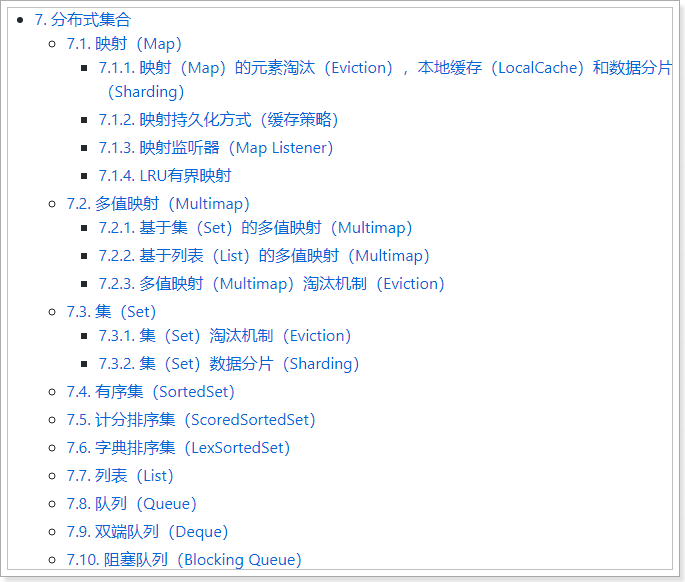 7. 分布式集合
7.1. 映射（Map）
7.1.1. 映射（Map）的元素淘汰（Eviction），本地缓存（LocalCache）和数据分片
（Sharding）
7.1.2. 映射持久化方式（缓存策略）
7.1.3. 映射监听器（Map Listener）
7.1.4. LRU有界映射
7.2. 多值映射（Multimap）
7.2.1. 基于集（Set）的多值映射（Multimap）
7.2.2. 基于列表（List）的多值映射（Multimap）
7.2.3. 多值映射（Multimap）淘汰机制（Eviction）
7.3. 集（Set）
7.3.1. 集（Set）淘汰机制（Eviction）
7.3.2. 集（Set）数据分片（Sharding）
7.4. 有序集（SortedSet）
7.5. 计分排序集（ScoredSortedSet）
7.6. 字典排序集（LexSortedSet）
7.7. 列表（List）
7.8. 队列（Queue）
7.9. 双端队列（Deque）
7.10. 阻塞队列（Blocking Queue）